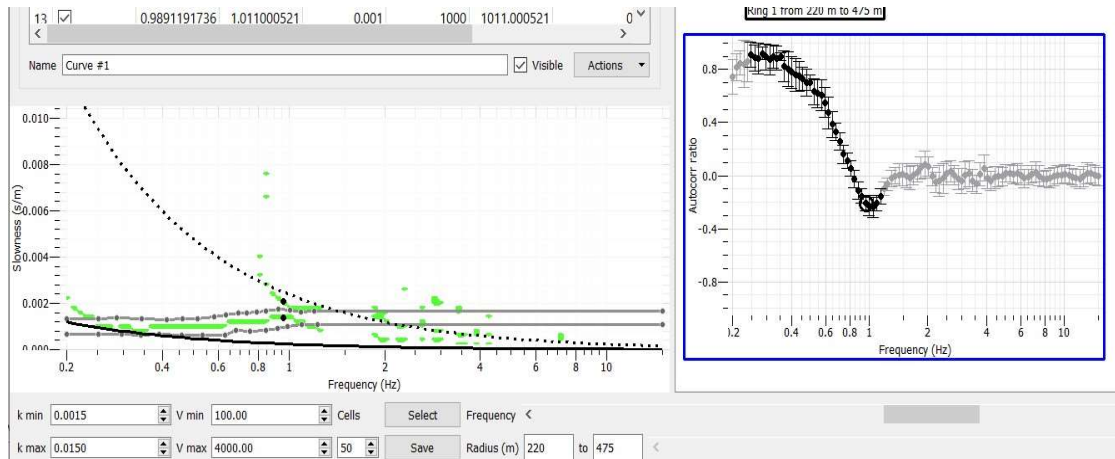 13 0.9891191736 1.011000521 0.001 1000 1011.000521 0
Ring 1 from 220 m to 475 m
Name Curve #1 Visible Actions
0.010
0.008
0.006
0.004
0.002
0.000
Slowness (s/m)
0.2 0.4 0.6 0.8 1 2 4 6 8 10
Frequency (Hz)
0.8
0.4
0.0
-0.4
-0.8
Autocorr ratio
0.2 0.4 0.6 0.8 1 2 4 6 8 10
Frequency (Hz)
k min 0.0015 V min 100.00 Cells Select Frequency
k max 0.0150 V max 4000.00 50 Save Radius (m) 220 to 475